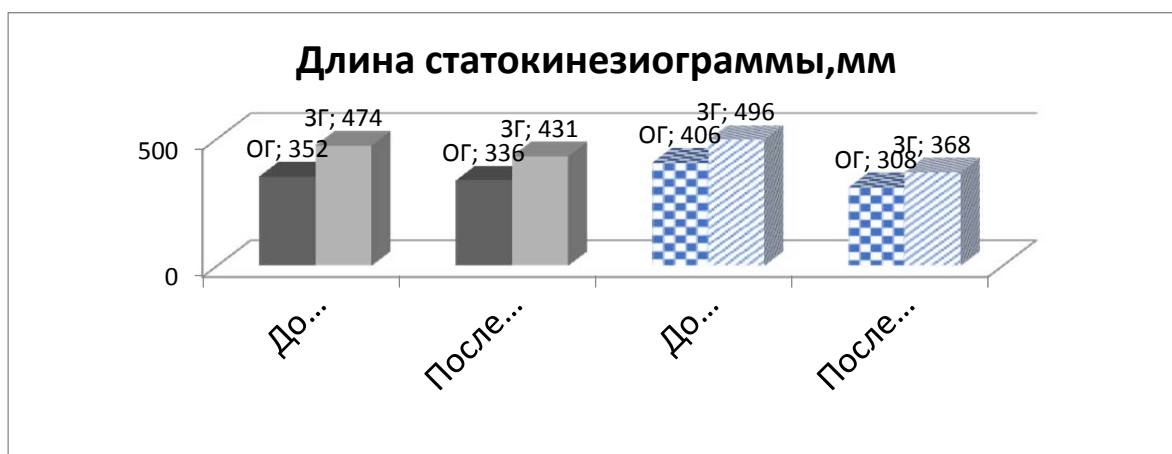 Длина статокинезиограммы,мм
500
0
ОГ; 352
ЗГ; 474
ОГ; 336
ЗГ; 431
ОГ; 406
ЗГ; 496
ОГ; 308
ЗГ; 368
До...
После...
До...
После...